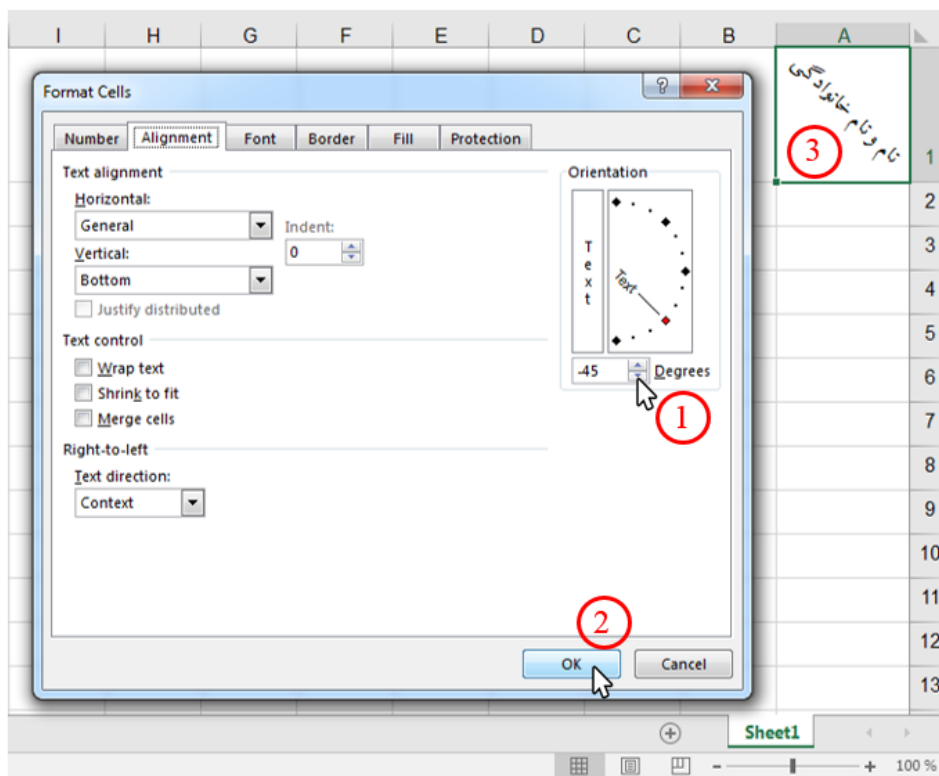 I H G F E D C B A
Format Cells
Number Alignment Font Border Fill Protection
Text alignment
Horizontal:
General
Indent:
0
Vertical:
Bottom
Justify distributed
Text control
Wrap text
Shrink to fit
Merge cells
Right-to-left
Text direction:
Context
Orientation
Text
Text
-45 Degrees
1
2
OK Cancel
نام و نام خانوادگی
3
1
2
3
4
5
6
7
8
9
10
11
12
13
Sheet1
100 %